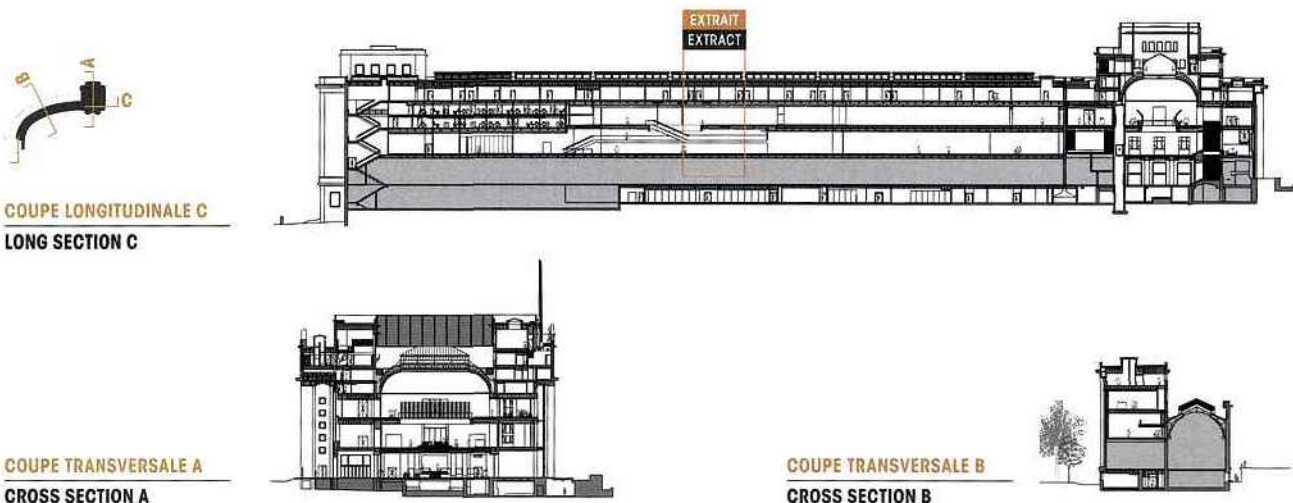 EXTRAIT
EXTRACT
A
B
C
COUPE LONGITUDINALE C
LONG SECTION C
COUPE TRANSVERSALE A
CROSS SECTION A
COUPE TRANSVERSALE B
CROSS SECTION B